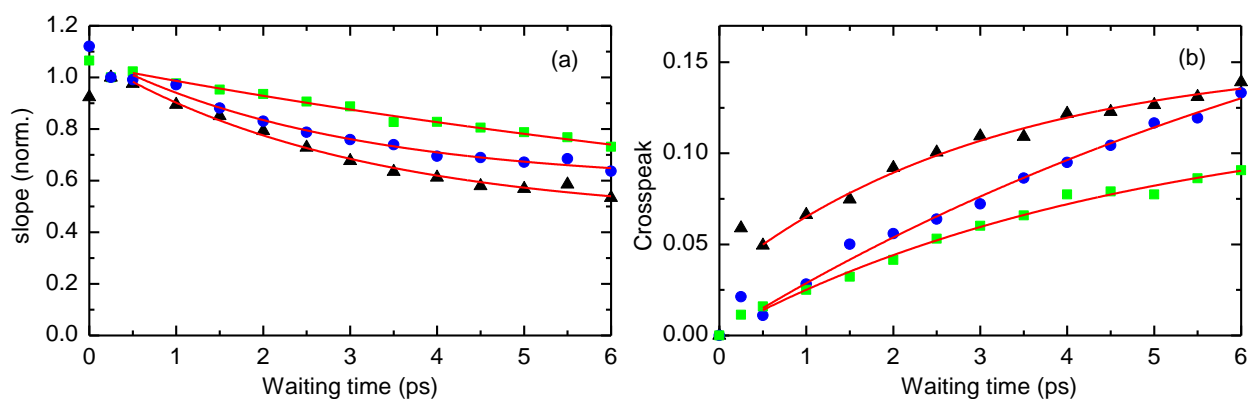 (a)
slope (norm.)
1.2
1.0
0.8
0.6
0.4
0.2
0.0
0 1 2 3 4 5 6
Waiting time (ps)
(b)
Crosspeak
0.15
0.10
0.05
0.00
0 1 2 3 4 5 6
Waiting time (ps)